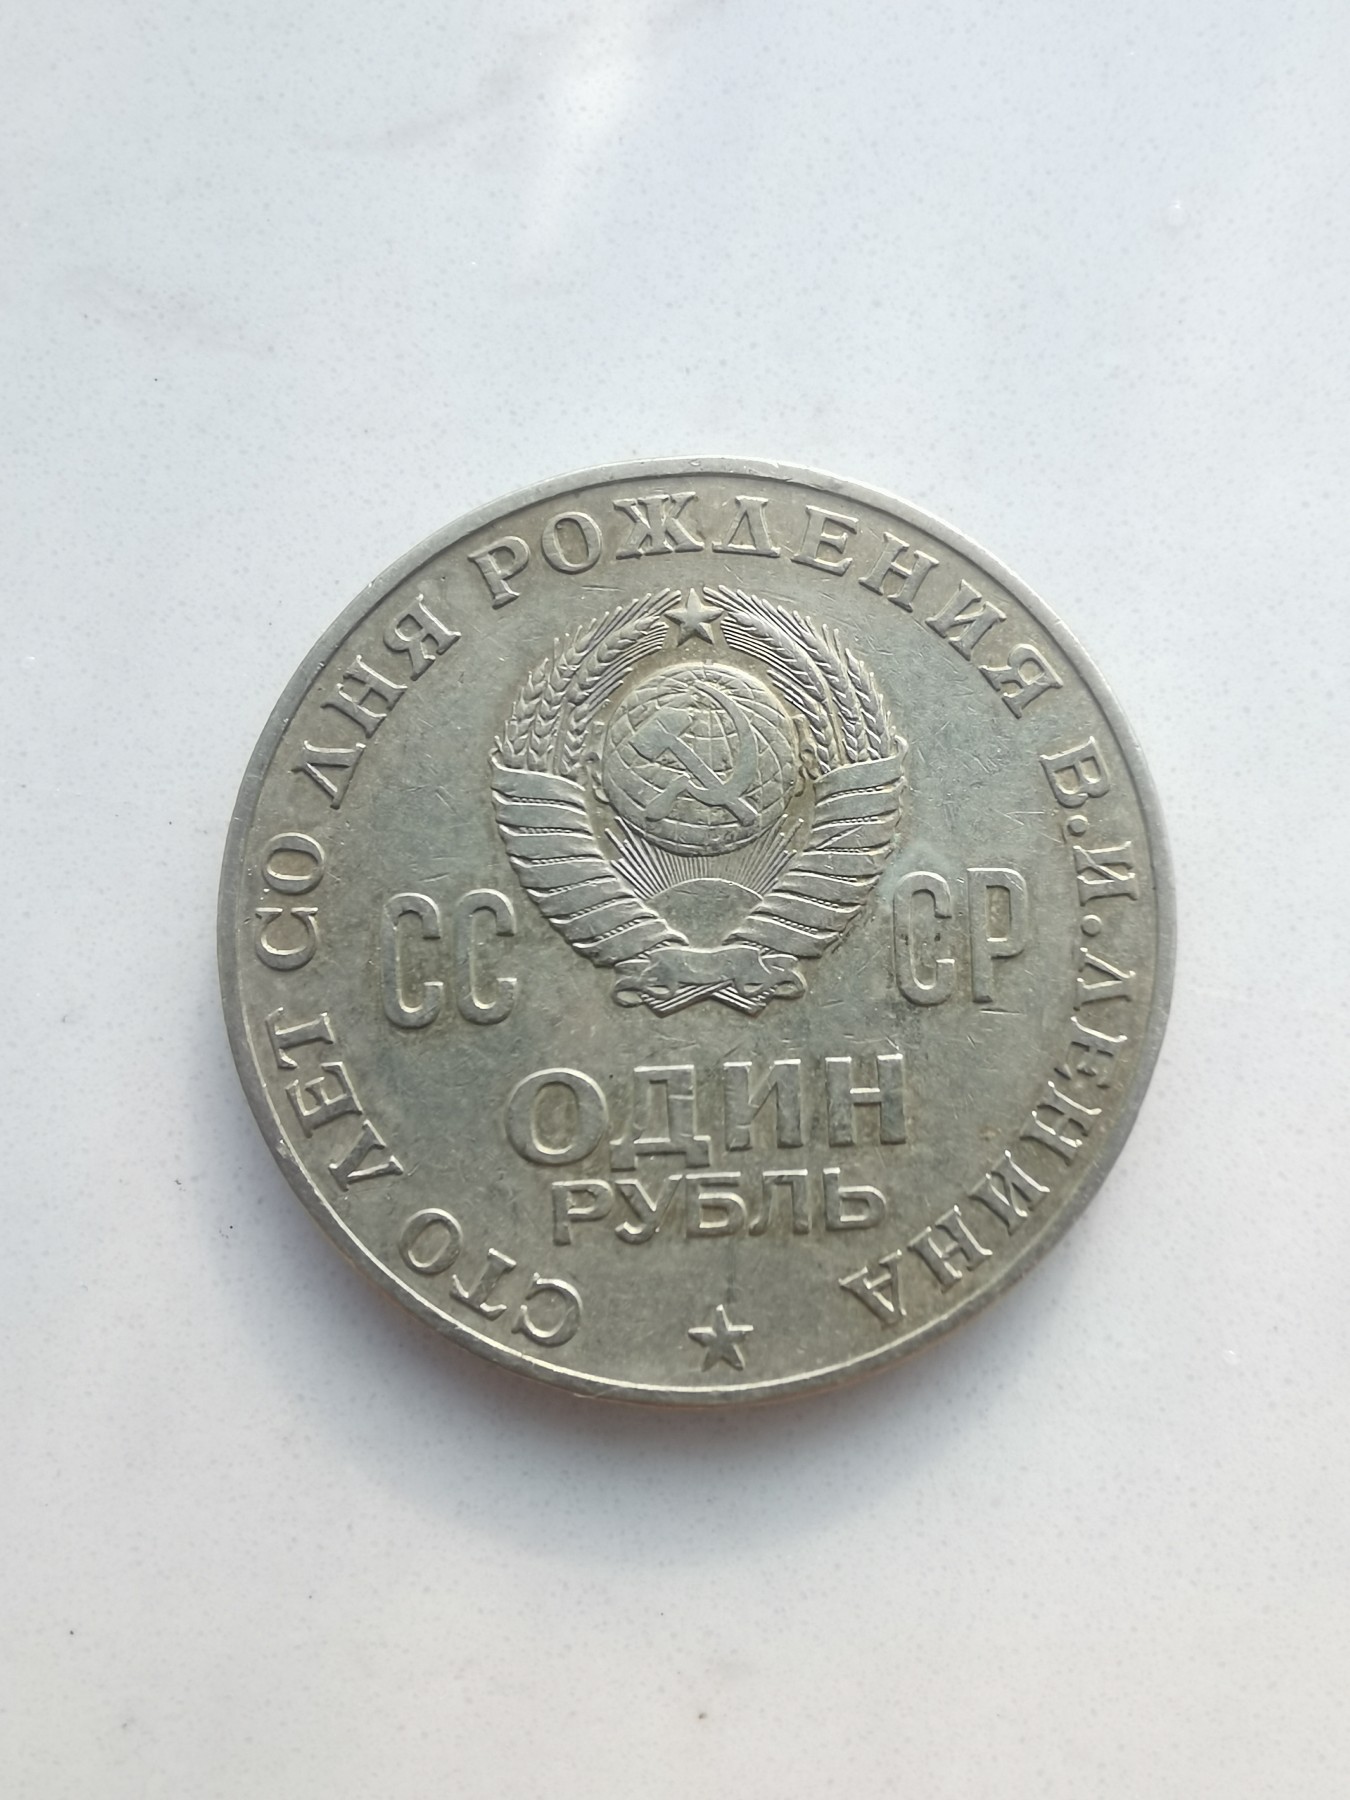 СТО ЛЕТ СО ДНЯ РОЖДЕНИЯ В.И.ЛЕНИНА
СС СР
ОДИН
РУБЛЬ